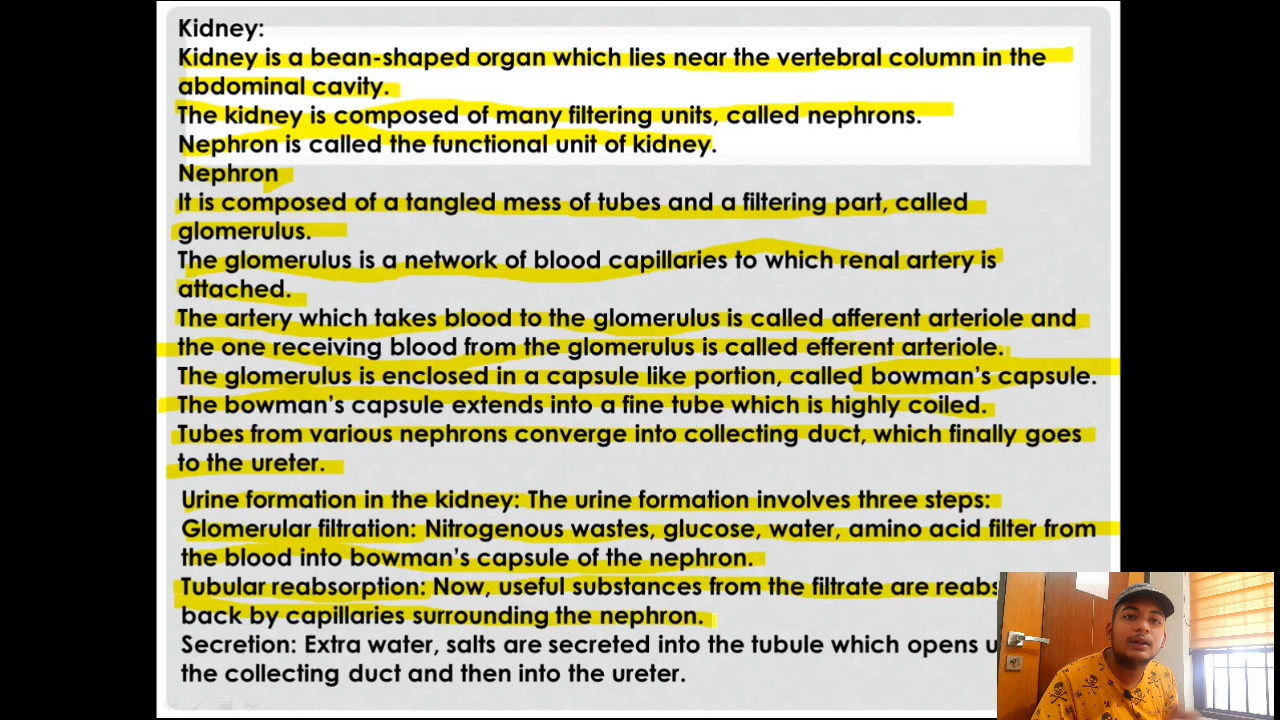 Kidney:
Kidney is a bean-shaped organ which lies near the vertebral column in the
abdominal cavity.
The kidney is composed of many filtering units, called nephrons.
Nephron is called the functional unit of kidney.
Nephron
It is composed of a tangled mess of tubes and a filtering part, called
glomerulus.
The glomerulus is a network of blood capillaries to which renal artery is
attached.
The artery which takes blood to the glomerulus is called afferent arteriole and
the one receiving blood from the glomerulus is called efferent arteriole.
The glomerulus is enclosed in a capsule like portion, called bowman's capsule.
The bowman's capsule extends into a fine tube which is highly coiled.
Tubes from various nephrons converge into collecting duct, which finally goes
to the ureter.
Urine formation in the kidney: The urine formation involves three steps:
Glomerular filtration: Nitrogenous wastes, glucose, water, amino acid filter from
the blood into bowman's capsule of the nephron.
Tubular reabsorption: Now, useful substances from the filtrate are
back by capillaries surrounding the nephron.
Secretion: Extra water, salts are secreted into the tubule which opens
the collecting duct and then into the ureter.